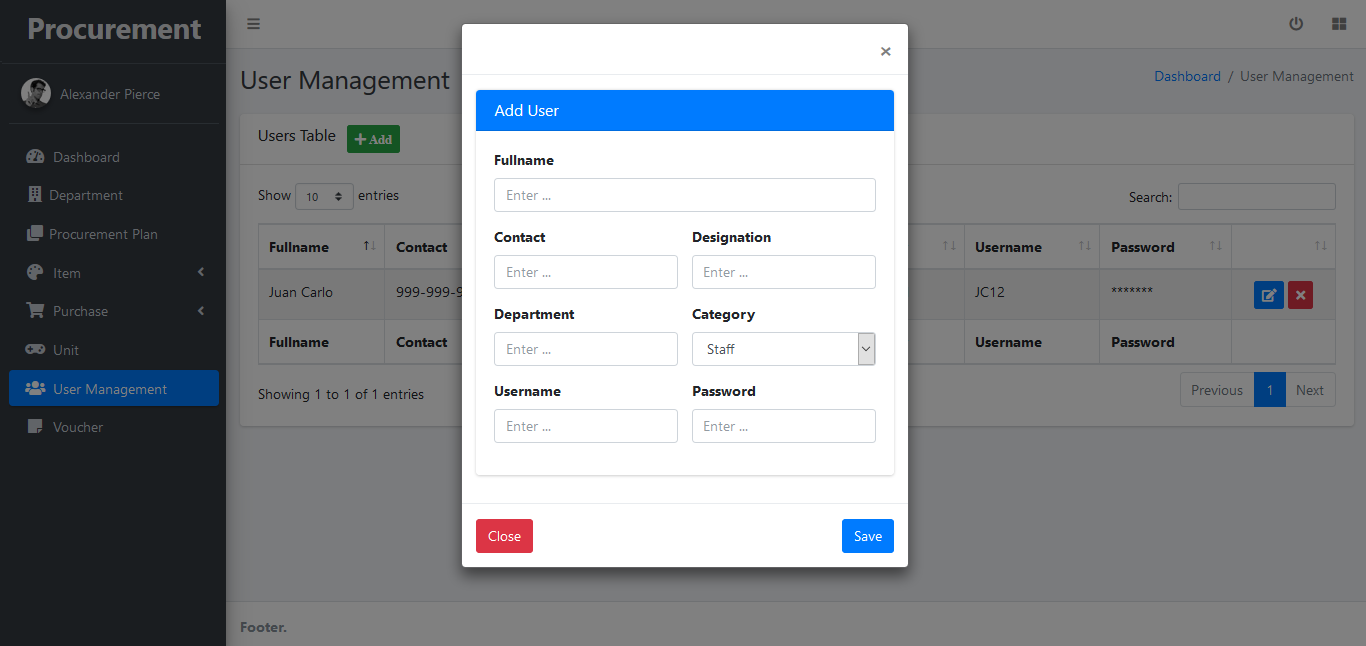 Procurement
Alexander Pierce
Dashboard
Department
Procurement Plan
Item
Purchase
Unit
User Management
Voucher
User Management
Dashboard / User Management
Users Table
Add
Show 10 entries
Search:
Fullname Contact Username Password
Juan Carlo 999-999-9 JC12 *******
Fullname Contact Username Password
Showing 1 to 1 of 1 entries
Previous 1 Next
×
Add User
Fullname
Enter ...
Contact Designation
Enter ... Enter ...
Department Category
Enter ... Staff
Username Password
Enter ... Enter ...
Close Save
Footer.